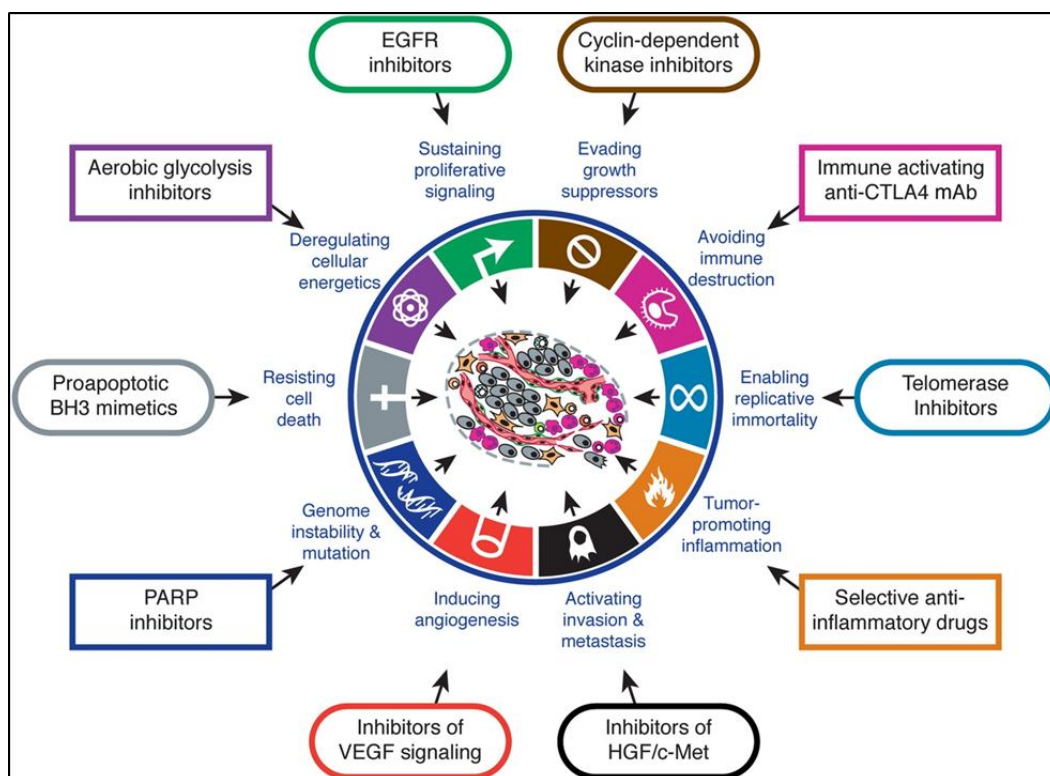 EGFR
inhibitors
Cyclin-dependent
kinase inhibitors
Sustaining
proliferative
signaling
Evading
growth
suppressors
Aerobic glycolysis
inhibitors
Immune activating
anti-CTLA4 mAb
Deregulating
cellular
energetics
Avoiding
immune
destruction
Proapoptotic
BH3 mimetics
Resisting
cell
death
Enabling
replicative
immortality
Telomerase
Inhibitors
Genome
instability &
mutation
Tumor-
promoting
inflammation
PARP
inhibitors
Inducing
angiogenesis
Activating
invasion &
metastasis
Selective anti-
inflammatory drugs
Inhibitors of
VEGF signaling
Inhibitors of
HGF/c-Met